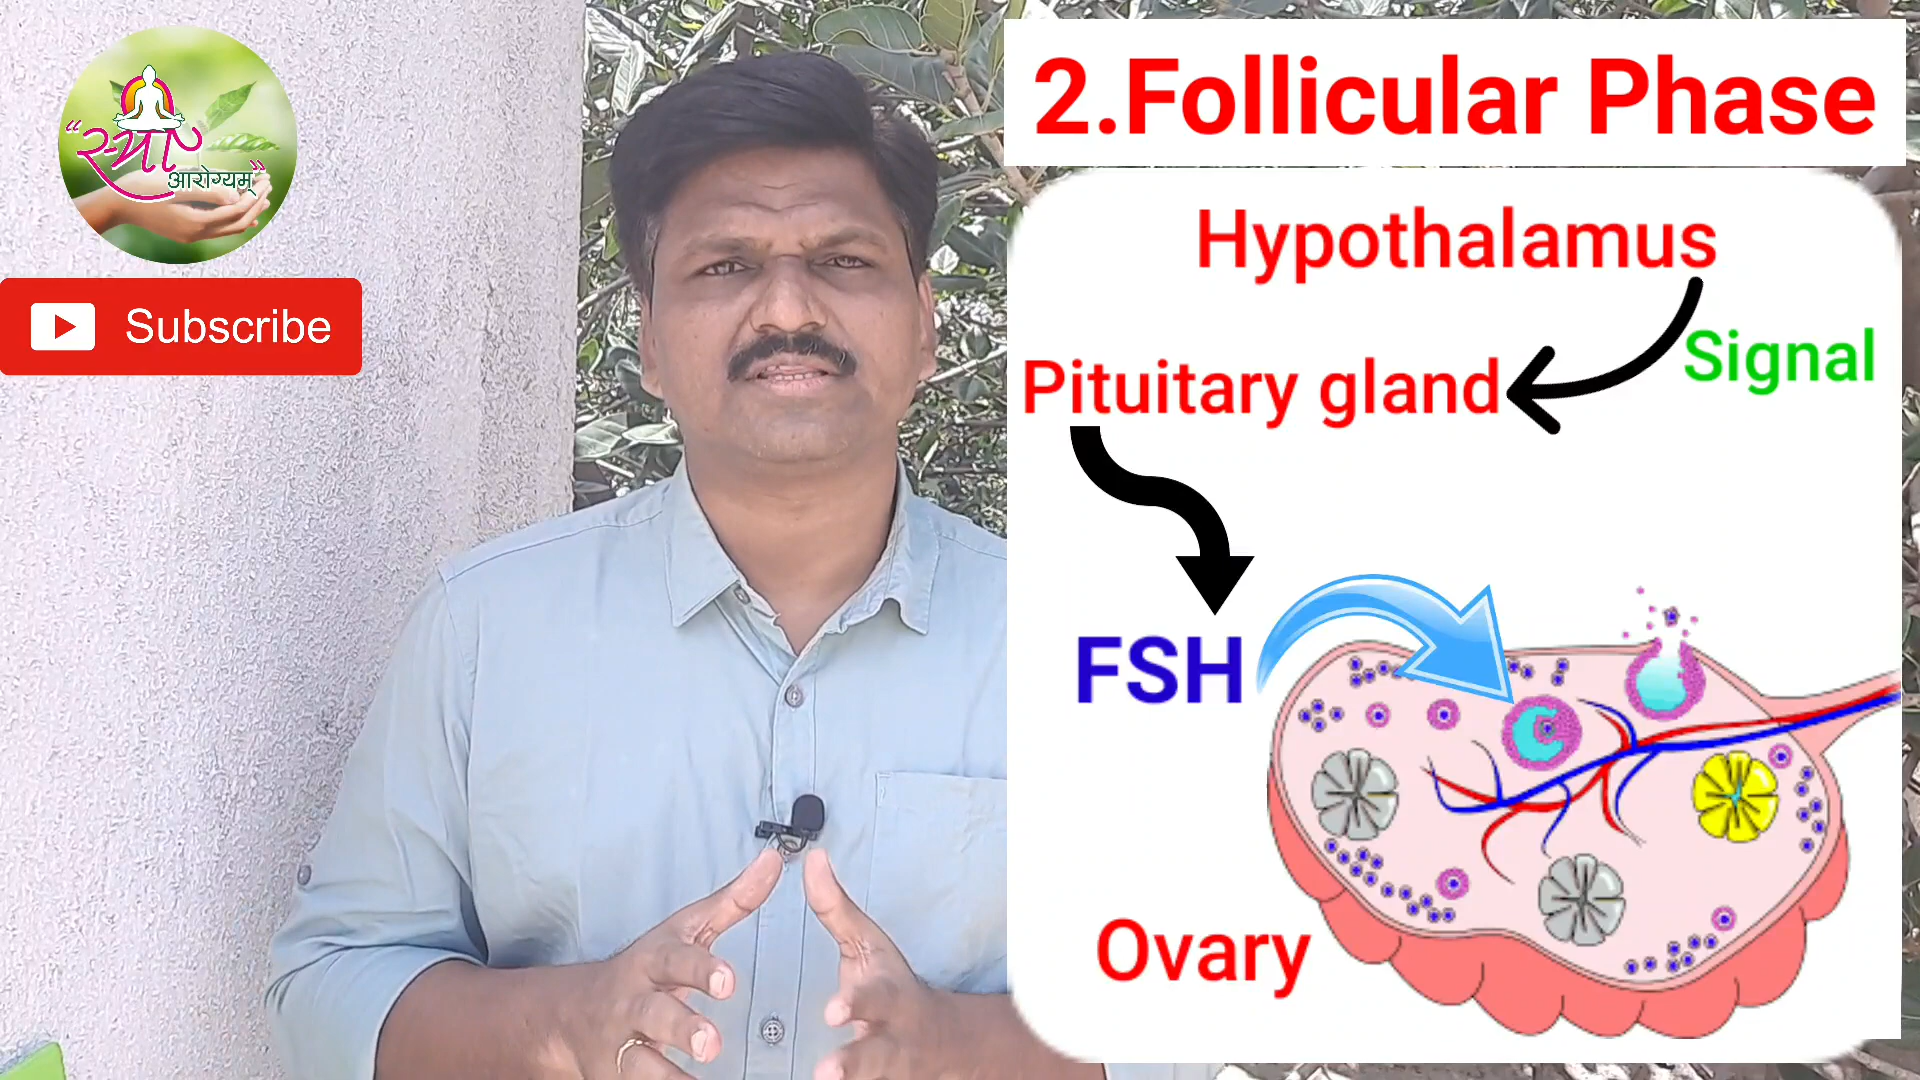 "स्था
आरोग्यम्"
Subscribe
2.Follicular Phase
Hypothalamus
Signal
Pituitary gland
FSH
Ovary